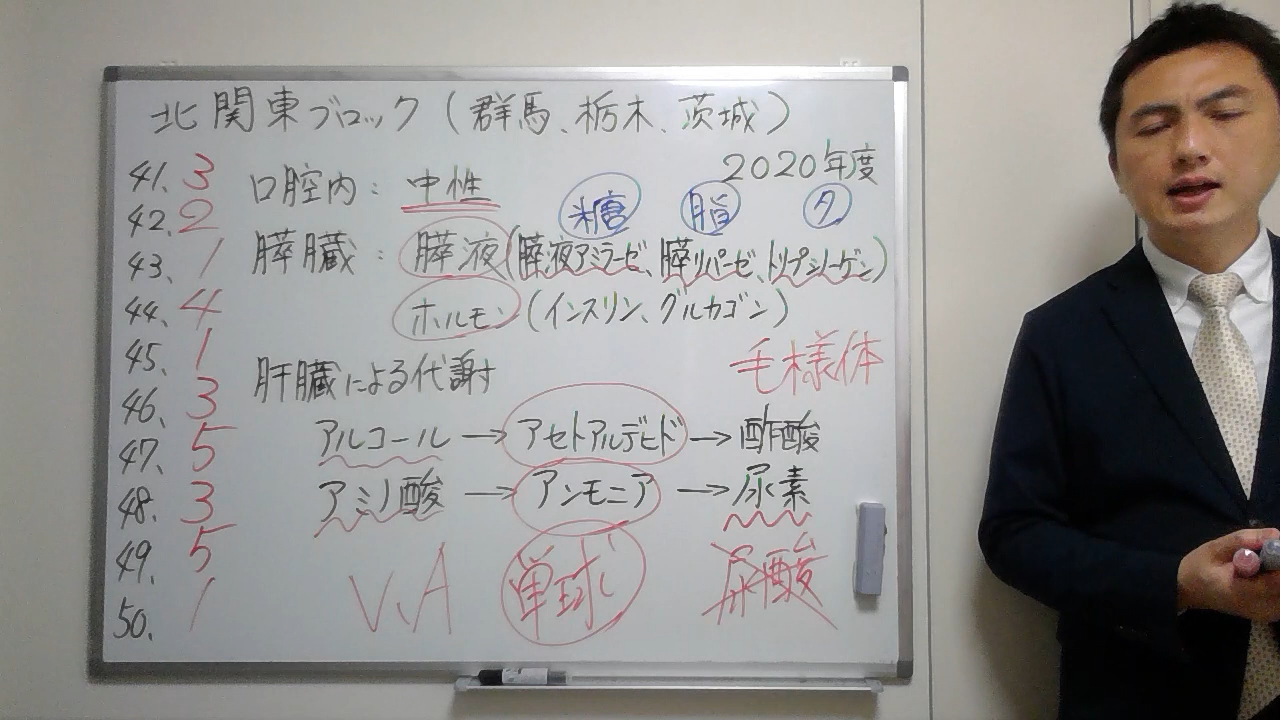 北関東ブロック(群馬、栃木、茨城)
2020年度
41. 3
42. 2
43. 1
44. 4
45. 1
46. 3
47. 5
48. 3
49. 5
50. 1
口腔内：中性
糖 脂 タ
膵臓：膵液(膵液アミラーゼ、膵リパーゼ、トリプシノーゲン)
ホルモン(インスリン、グルカゴン)
毛様体
肝臓による代謝
アルコール→アセトアルデヒド→酢酸
アミノ酸→アンモニア→尿素
V.A 単球 尿酸